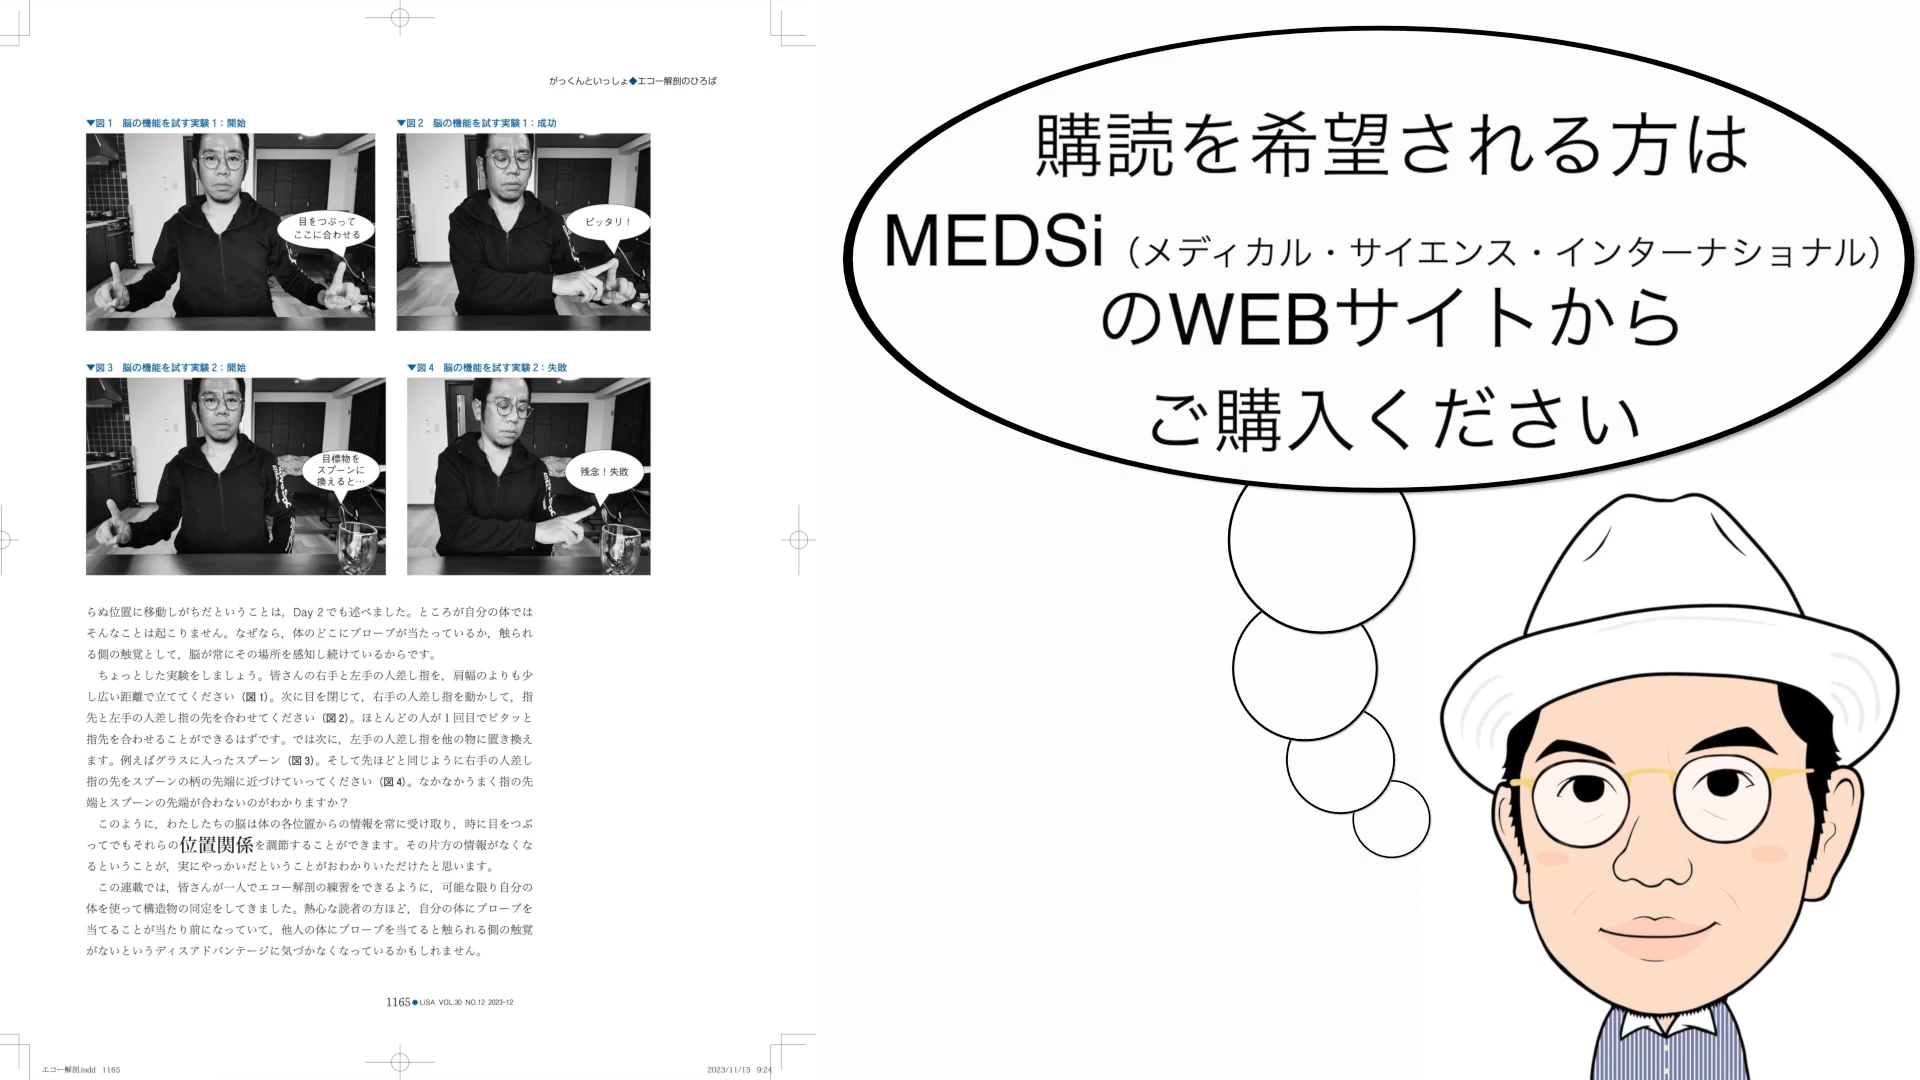 がっくんといっしょ◆エコー解剖のひろば
▼図1 脳の機能を試す実験1：開始
目をつぶって
ここに合わせる
▼図2 脳の機能を試す実験1：成功
ピッタリ！
▼図3 脳の機能を試す実験2：開始
目標物を
スプーンに
換えると…
▼図4 脳の機能を試す実験2：失敗
残念！失敗
らぬ位置に移動しがちだということは，Day 2でも述べました。ところが自分の体では
そんなことは起こりません。なぜなら，体のどこにプローブが当たっているか，触られ
る側の触覚として，脳が常にその場所を感知し続けているからです。
ちょっとした実験をしましょう。皆さんの右手と左手の人差し指を，肩幅のよりも少
し広い距離で立ててください（図1）。次に目を閉じて，右手の人差し指を動かして，指
先と左手の人差し指の先を合わせてください（図2）。ほとんどの人が1回目でピタッと
指先を合わせることができるはずです。では次に，左手の人差し指を他の物に置き換え
ます。例えばグラスに入ったスプーン（図3）。そして先ほどと同じように右手の人差し
指の先をスプーンの柄の先端に近づけていってください（図4）。なかなかうまく指の先
端とスプーンの先端が合わないのがわかりますか？
このように，わたしたちの脳は体の各位置からの情報を常に受け取り，時に目をつぶ
ってでもそれらの位置関係を調節することができます。その片方の情報がなくな
るということが，実にやっかいだということがおわかりいただけたと思います。
この連載では，皆さんが一人でエコー解剖の練習をできるように，可能な限り自分の
体を使って構造物の同定をしてきました。熱心な読者の方ほど，自分の体にプローブを
当てることが当たり前になっていて，他人の体にプローブを当てると触られる側の触覚
がないというディスアドバンテージに気づかなくなっているかもしれません。
1165●LiSA VOL.30 NO.12 2023-12
エコー解剖.indd 1165
2023/11/15 9:24
購読を希望される方は
MEDSi（メディカル・サイエンス・インターナショナル）
のWEBサイトから
ご購入ください